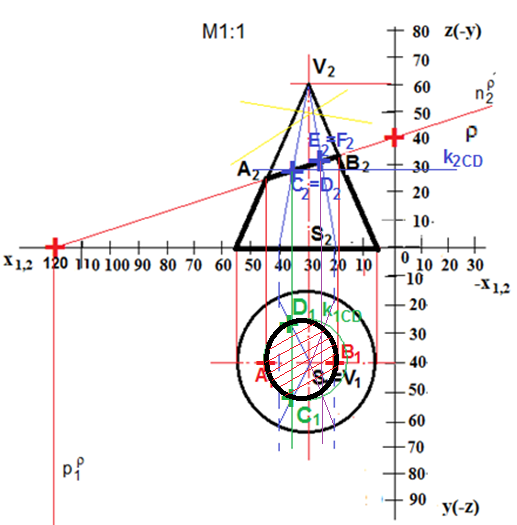 M1:1
80 z(-y)
70
V₂
60
n₂ᵖ
50
40 ρ
E₂=F₂
k₂CD
30
A₂ B₂
C₂=D₂
20
10
S₂
x₁,₂ 120 110 100 90 80 70 60 50 40 30 20 10 0 10 20 30 -x₁,₂
10
20
D₁ k₁CD
30
B₁
40
A₁ S₁=V₁
50
C₁
60
70
p₁ᵖ
80
90 y(-z)